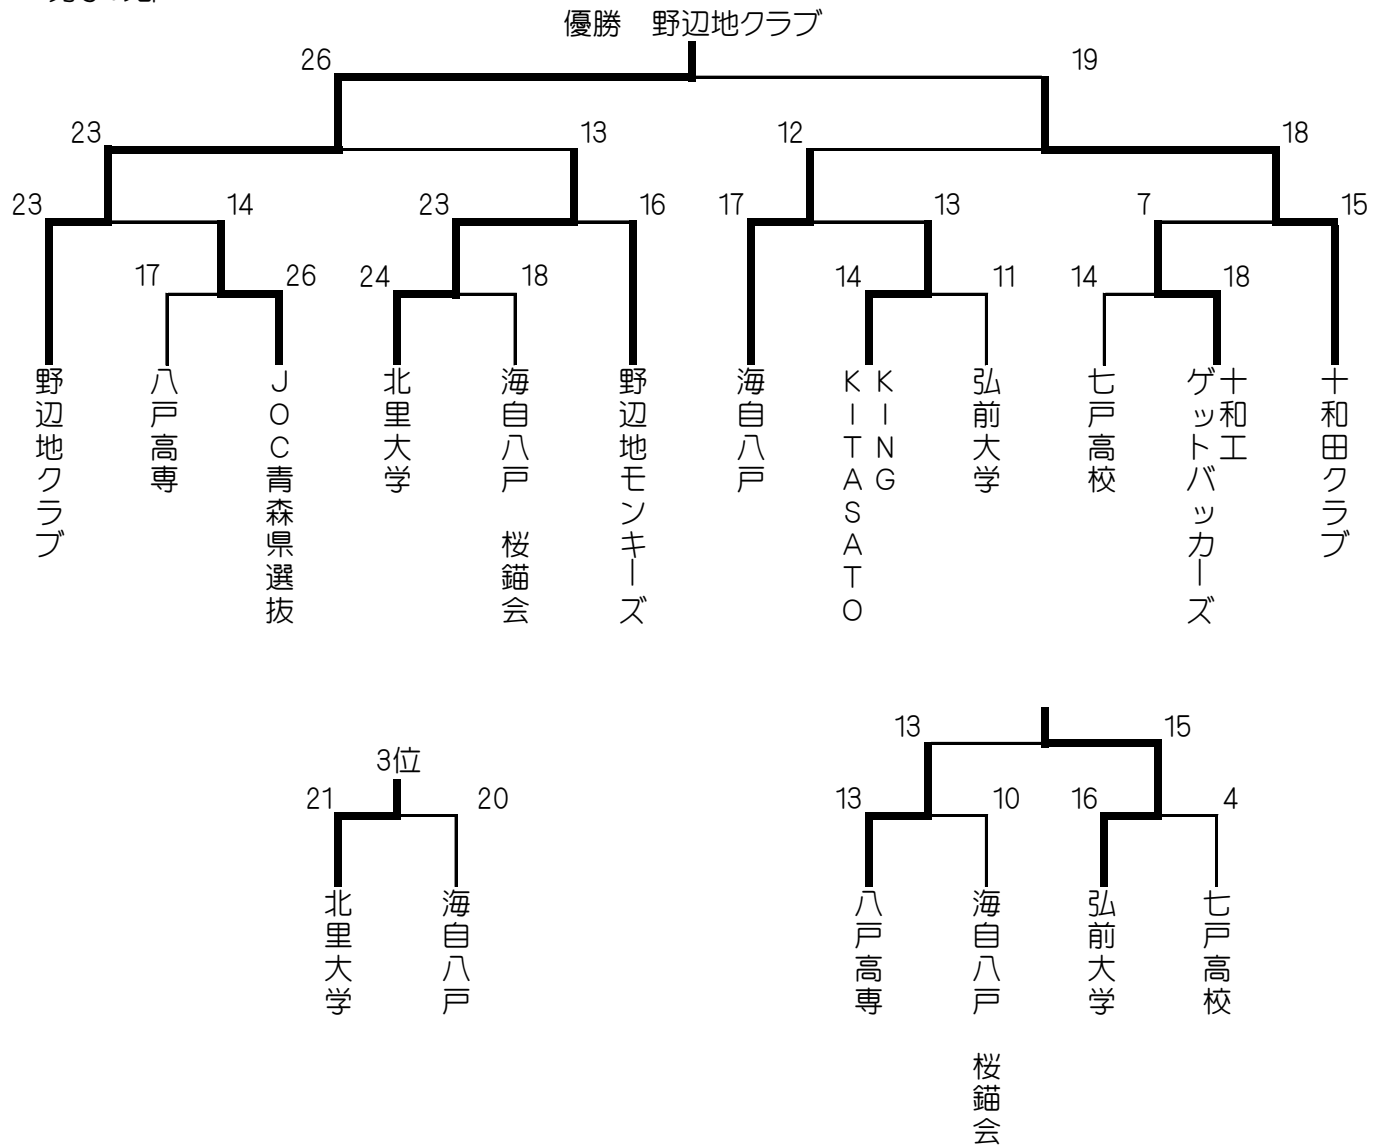 優勝　野辺地クラブ
26
19
23
13
12
18
23
14
23
16
17
13
7
15
17
26
24
18
14
11
14
18
野辺地クラブ
八戸高専
JOC青森県選抜
北里大学
海自八戸　桜錨会
野辺地モンキーズ
海自八戸
KING
KITASATO
弘前大学
七戸高校
十和工
ゲットバッカーズ
十和田クラブ
3位
21
20
北里大学
海自八戸
13
15
13
10
16
4
八戸高専
海自八戸　桜錨会
弘前大学
七戸高校